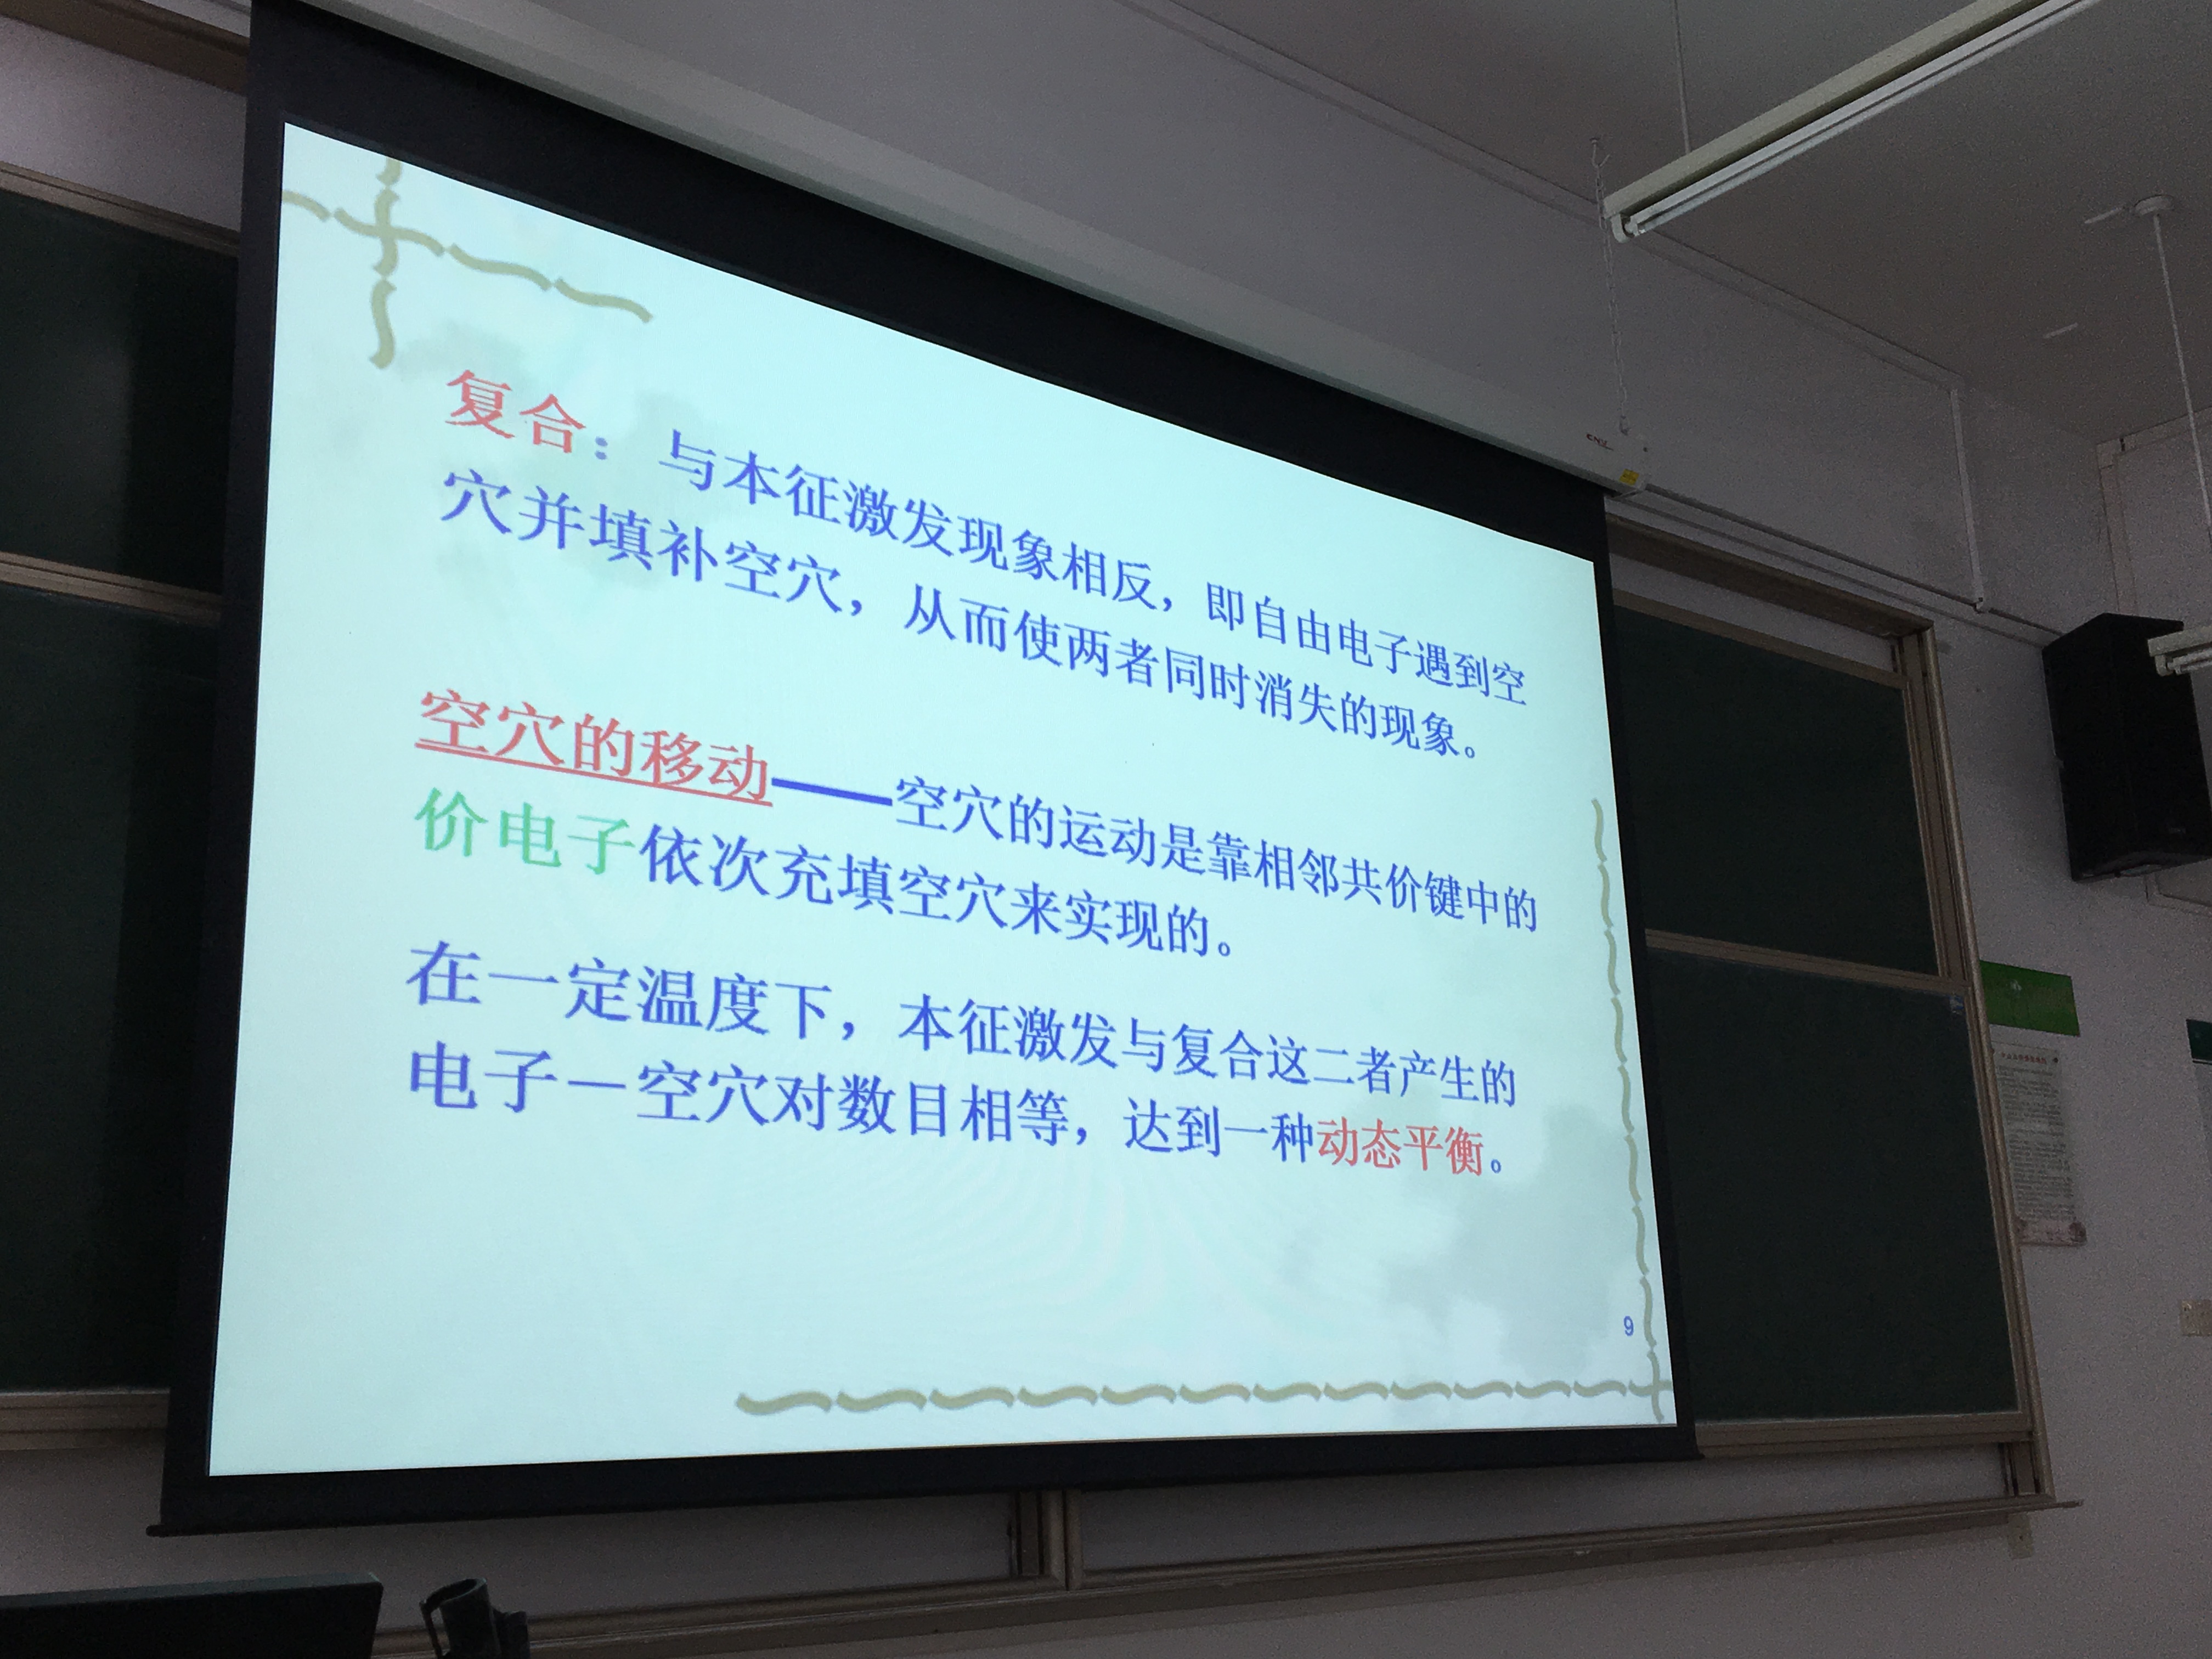 复合：与本征激发现象相反，即自由电子遇到空
穴并填补空穴，从而使两者同时消失的现象。
空穴的移动——空穴的运动是靠相邻共价键中的
价电子依次充填空穴来实现的。
在一定温度下，本征激发与复合这二者产生的
电子－空穴对数目相等，达到一种动态平衡。
9